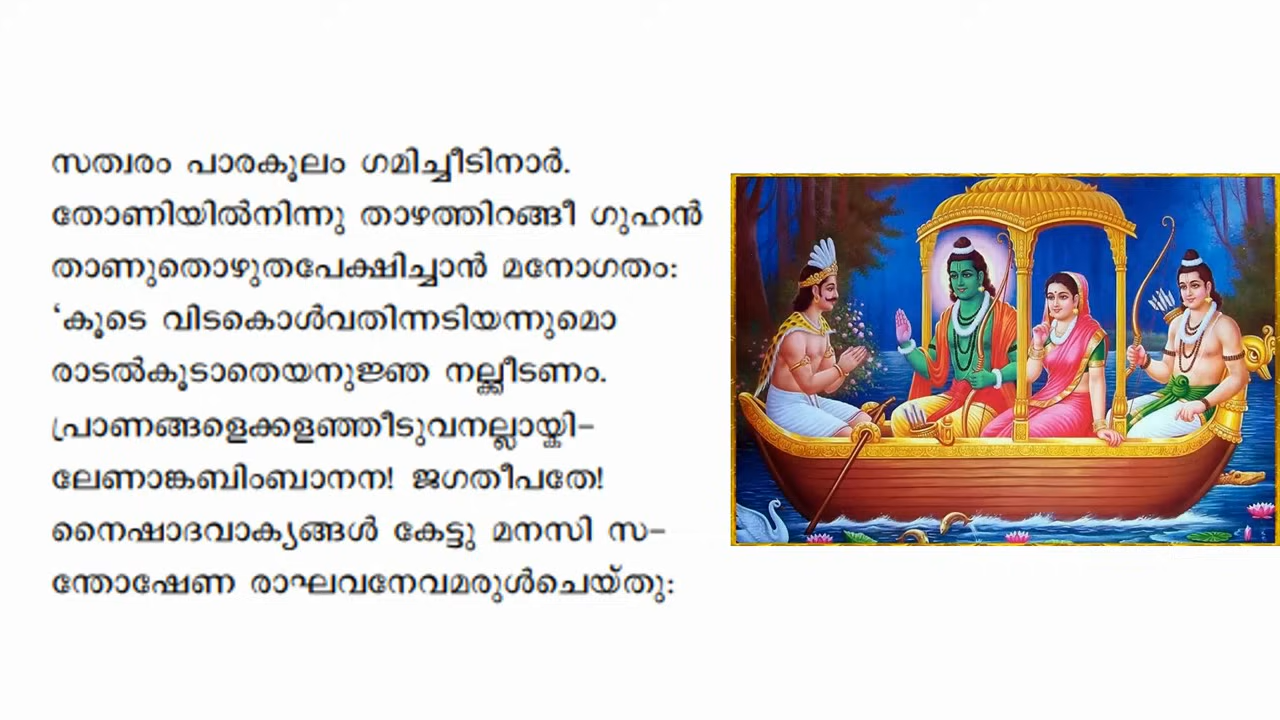 സത്വരം പാരകൂലം ഗമിച്ചീടിനാർ.
തോണിയിൽനിന്നു താഴത്തിറങ്ങീ ഗുഹൻ
താണുതൊഴുതപേക്ഷിച്ചാൻ മനോഗതം:
‘കൂടെ വിടകൊൾവതിന്നടിയന്നുമൊ
രാടൽകൂടാതെയനുജ്ഞ നല്ക്കീടണം.
പ്രാണങ്ങളെക്കളഞ്ഞീടുവനല്ലായ്കി–
ലേണാങ്കബിംബാനന! ജഗതീപതേ!
നൈഷാദവാക്യങ്ങൾ കേട്ടു മനസി സ–
ന്തോഷേണ രാഘവനേവമരുൾചെയ്തു: